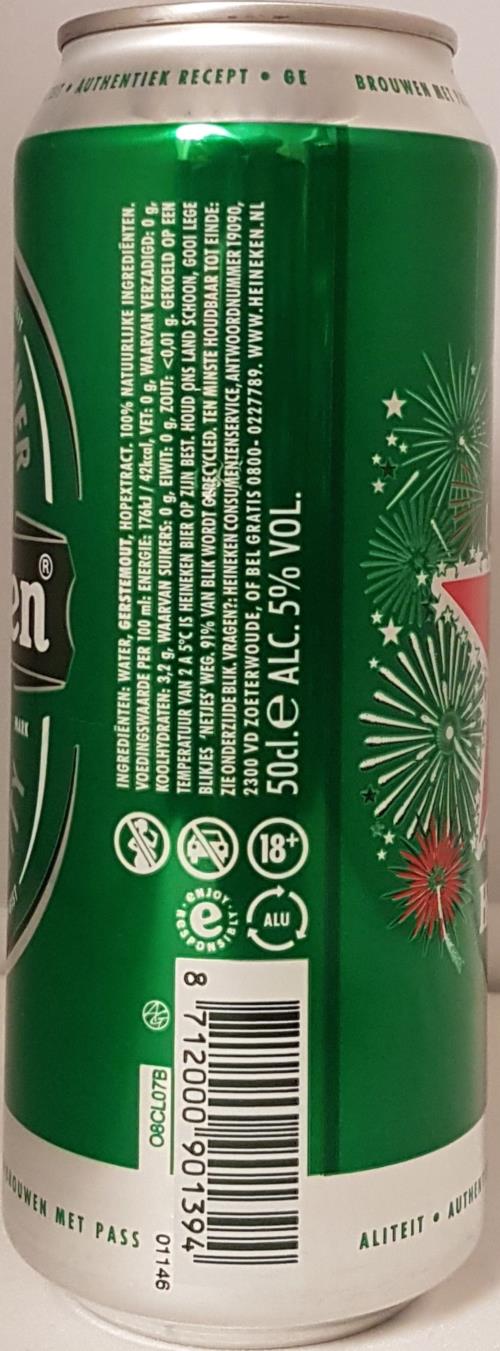 • AUTHENTIEK RECEPT • GE
BROUWEN MET
INGREDIËNTEN: WATER, GERSTEMOUT, HOPEXTRACT. 100% NATUURLIJKE INGREDIËNTEN.
VOEDINGSWAARDE PER 100 ml: ENERGIE: 178kJ / 42kcal, VET: 0 g, WAARVAN VERZADIGD: 0 g,
KOOLHYDRATEN: 3,2 g, WAARVAN SUIKERS: 0 g, EIWIT: 0 g, ZOUT: <0,01 g. GEKOELD OP EEN
TEMPERATUUR VAN 2 A 5°C IS HEINEKEN BIER OP ZIJN BEST. HOUD ONS LAND SCHOON, GOOI LEGE
BLIKJES 'NETJES' WEG. 91% VAN BLIK WORDT GERECYCLED. TEN MINSTE HOUDBAAR TOT EINDE:
ZIE ONDERZIJDE BLIK. VRAGEN?: HEINEKEN CONSUMENTENSERVICE, ANTWOORDNUMMER 19090,
2300 VD ZOETERWOUDE, OF BEL GRATIS 0800- 0227789. WWW.HEINEKEN.NL
50cl.e ALC. 5% VOL.
en®
MARK
18+
ENJOY RESPONSIBLY
e
ALU
8 712000 901394
08CL07B
01146
BROUWEN MET PASS
ALITEIT • AUTHEN